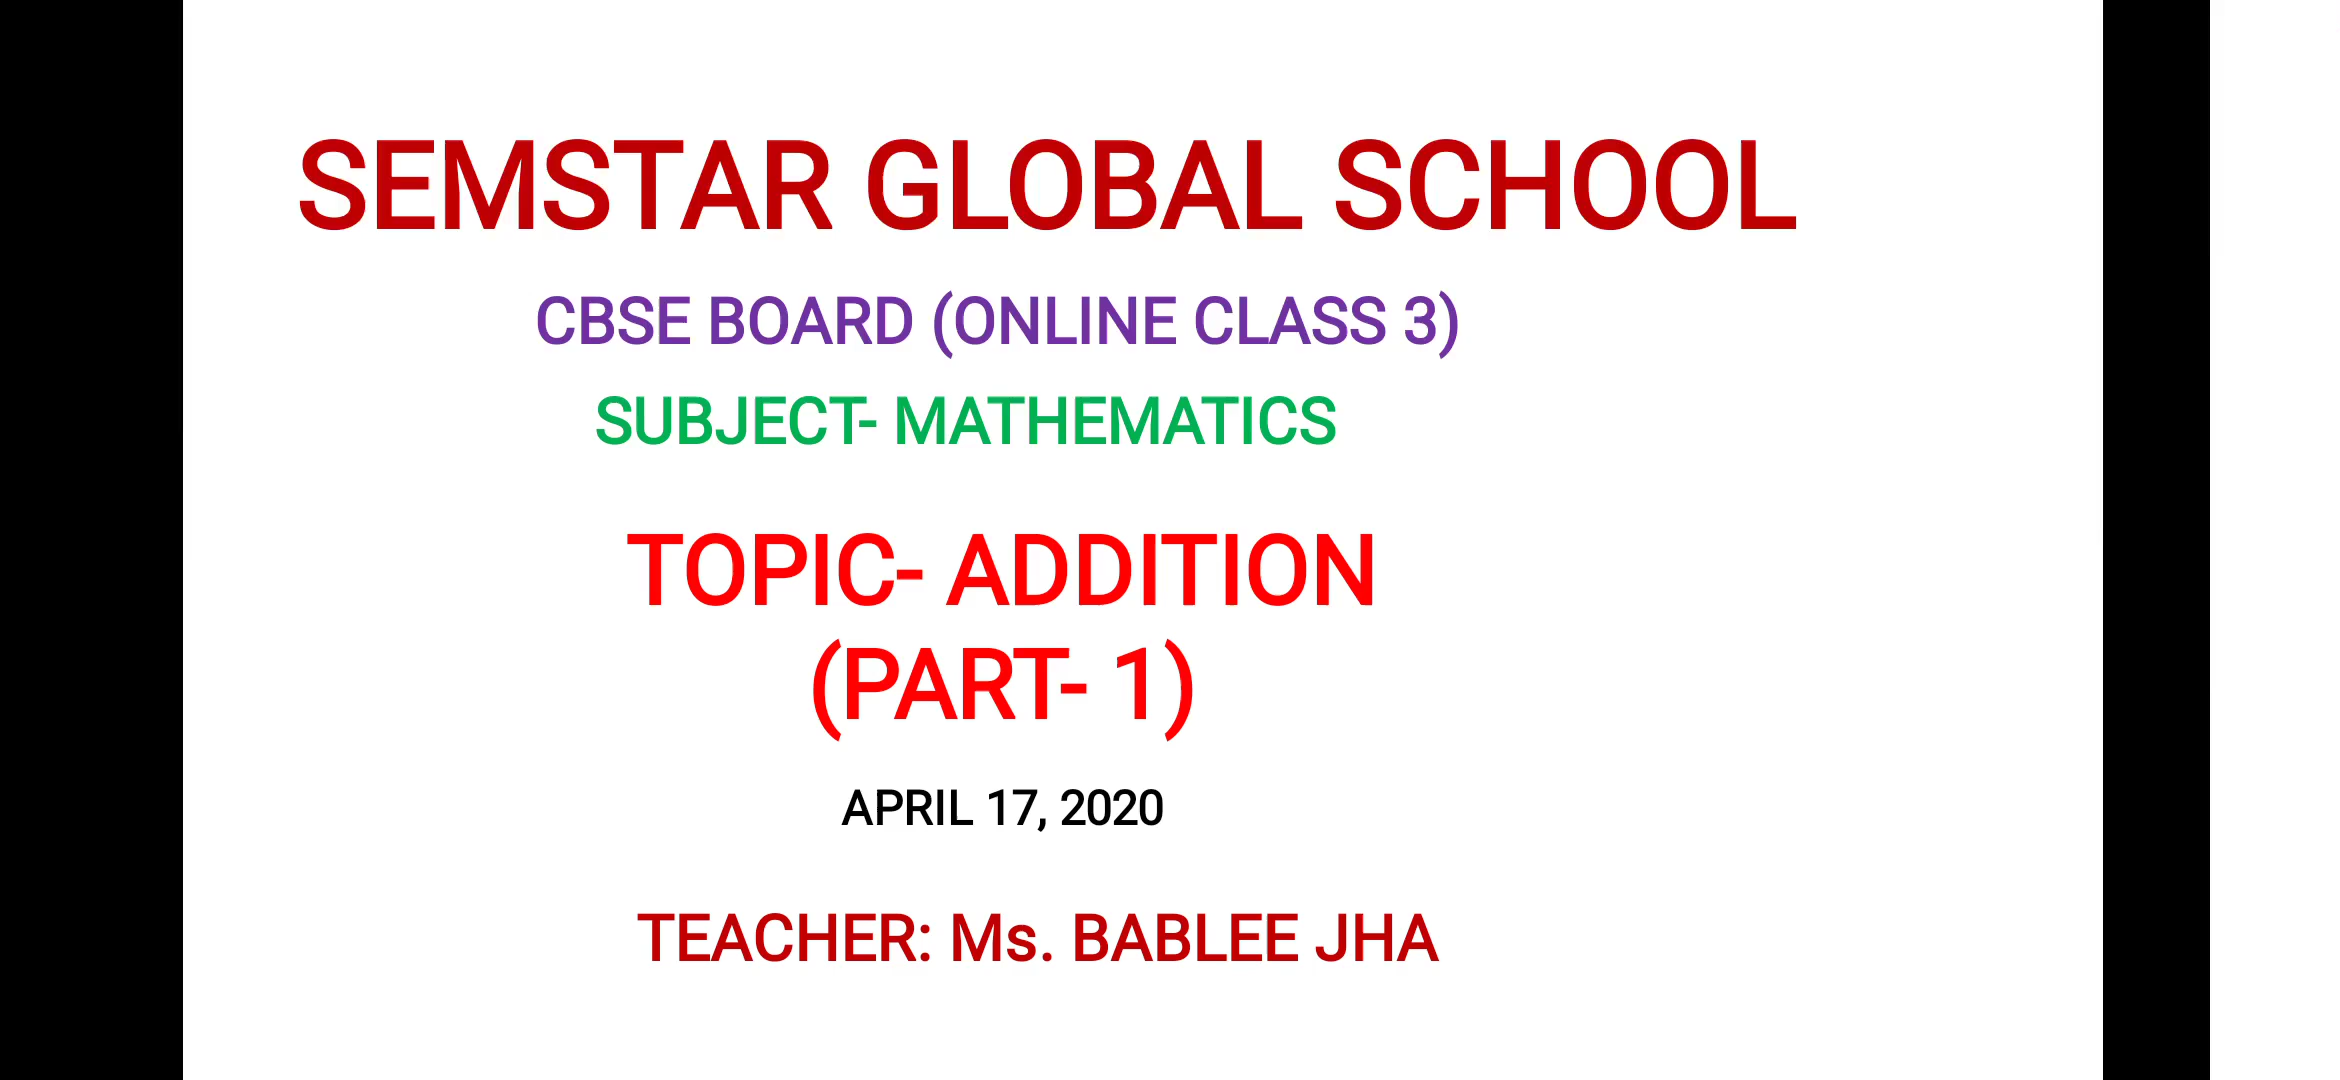 SEMSTAR GLOBAL SCHOOL
CBSE BOARD (ONLINE CLASS 3)
SUBJECT- MATHEMATICS
TOPIC- ADDITION
(PART- 1)
APRIL 17, 2020
TEACHER: Ms. BABLEE JHA